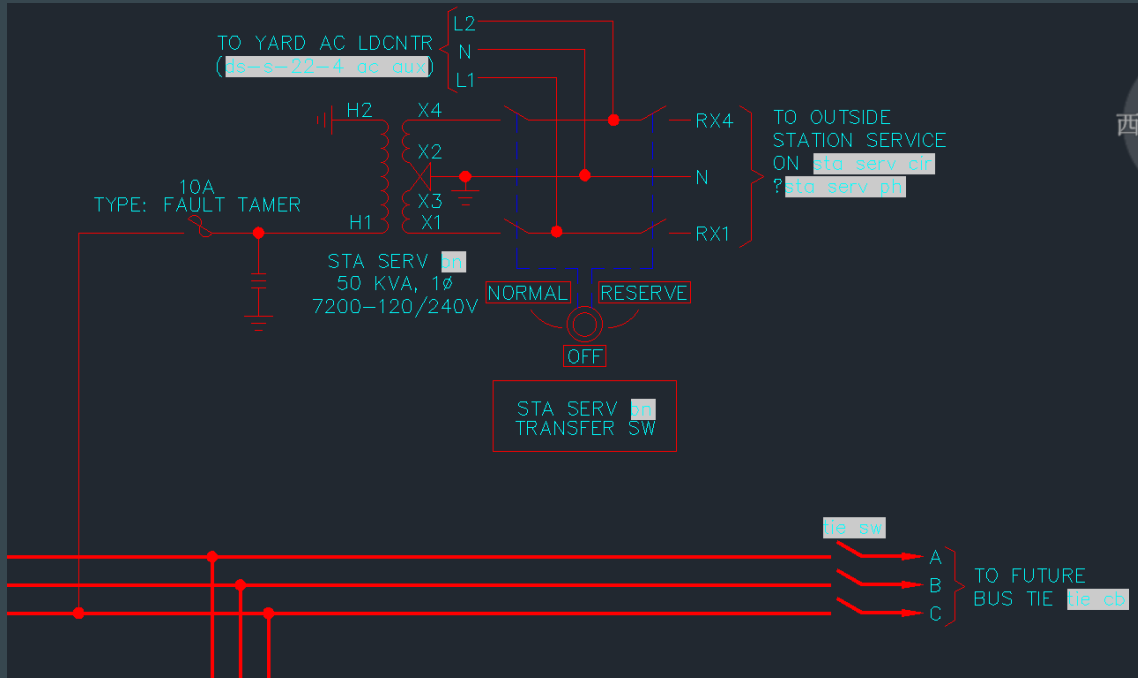 L2
TO YARD AC LDCNTR
N
(ds-s-22-4 ac aux)
L1
H2
X4
RX4
TO OUTSIDE
STATION SERVICE
ON sta serv cir
?sta serv ph
西
X2
N
10A
TYPE: FAULT TAMER
X3
H1
X1
RX1
STA SERV pn
50 KVA, 1ø
7200-120/240V
NORMAL
RESERVE
OFF
STA SERV pn
TRANSFER SW
tie sw
A
B
C
TO FUTURE
BUS TIE tie cb